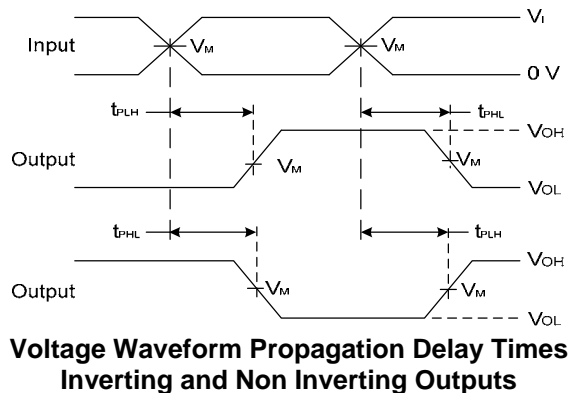 VI
Input VM VM
0 V
tPLH tPHL
VOH
Output VM VM
VOL
tPHL tPLH
VOH
Output VM VM
VOL
Voltage Waveform Propagation Delay Times
Inverting and Non Inverting Outputs